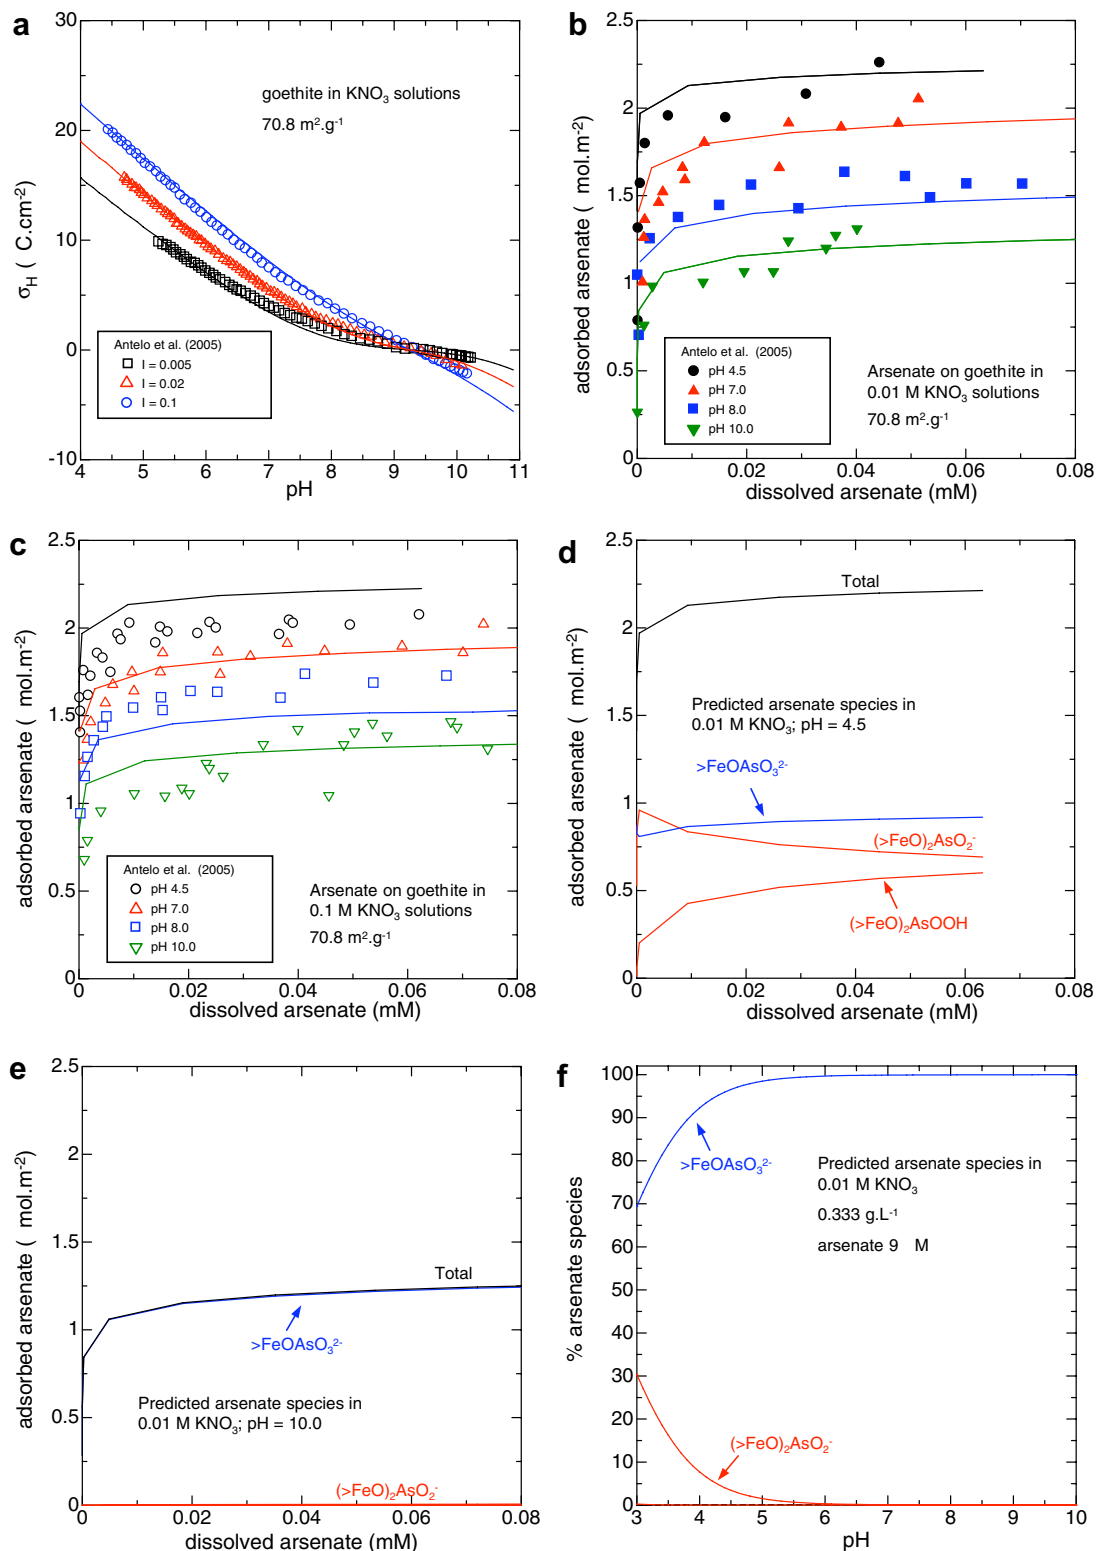 a
30
20
10
0
-10
σH ( C.cm-2)
goethite in KNO3 solutions
70.8 m2.g-1
Antelo et al. (2005)
I = 0.005
I = 0.02
I = 0.1
4 5 6 7 8 9 10 11
pH
b
2.5
2
1.5
1
0.5
0
adsorbed arsenate ( mol.m-2)
Antelo et al. (2005)
pH 4.5
pH 7.0
pH 8.0
pH 10.0
Arsenate on goethite in
0.01 M KNO3 solutions
70.8 m2.g-1
0 0.02 0.04 0.06 0.08
dissolved arsenate (mM)
c
2.5
2
1.5
1
0.5
0
adsorbed arsenate ( mol.m-2)
Antelo et al. (2005)
pH 4.5
pH 7.0
pH 8.0
pH 10.0
Arsenate on goethite in
0.1 M KNO3 solutions
70.8 m2.g-1
0 0.02 0.04 0.06 0.08
dissolved arsenate (mM)
d
2.5
2
1.5
1
0.5
0
adsorbed arsenate ( mol.m-2)
Total
Predicted arsenate species in
0.01 M KNO3; pH = 4.5
>FeOAsO3 2-
(>FeO)2AsO2-
(>FeO)2AsOOH
0 0.02 0.04 0.06 0.08
dissolved arsenate (mM)
e
2.5
2
1.5
1
0.5
0
adsorbed arsenate ( mol.m-2)
Total
>FeOAsO3 2-
Predicted arsenate species in
0.01 M KNO3; pH = 10.0
(>FeO)2AsO2-
0 0.02 0.04 0.06 0.08
dissolved arsenate (mM)
f
100
90
80
70
60
50
40
30
20
10
0
% arsenate species
>FeOAsO3 2-
Predicted arsenate species in
0.01 M KNO3
0.333 g.L-1
arsenate 9 M
(>FeO)2AsO2-
3 4 5 6 7 8 9 10
pH